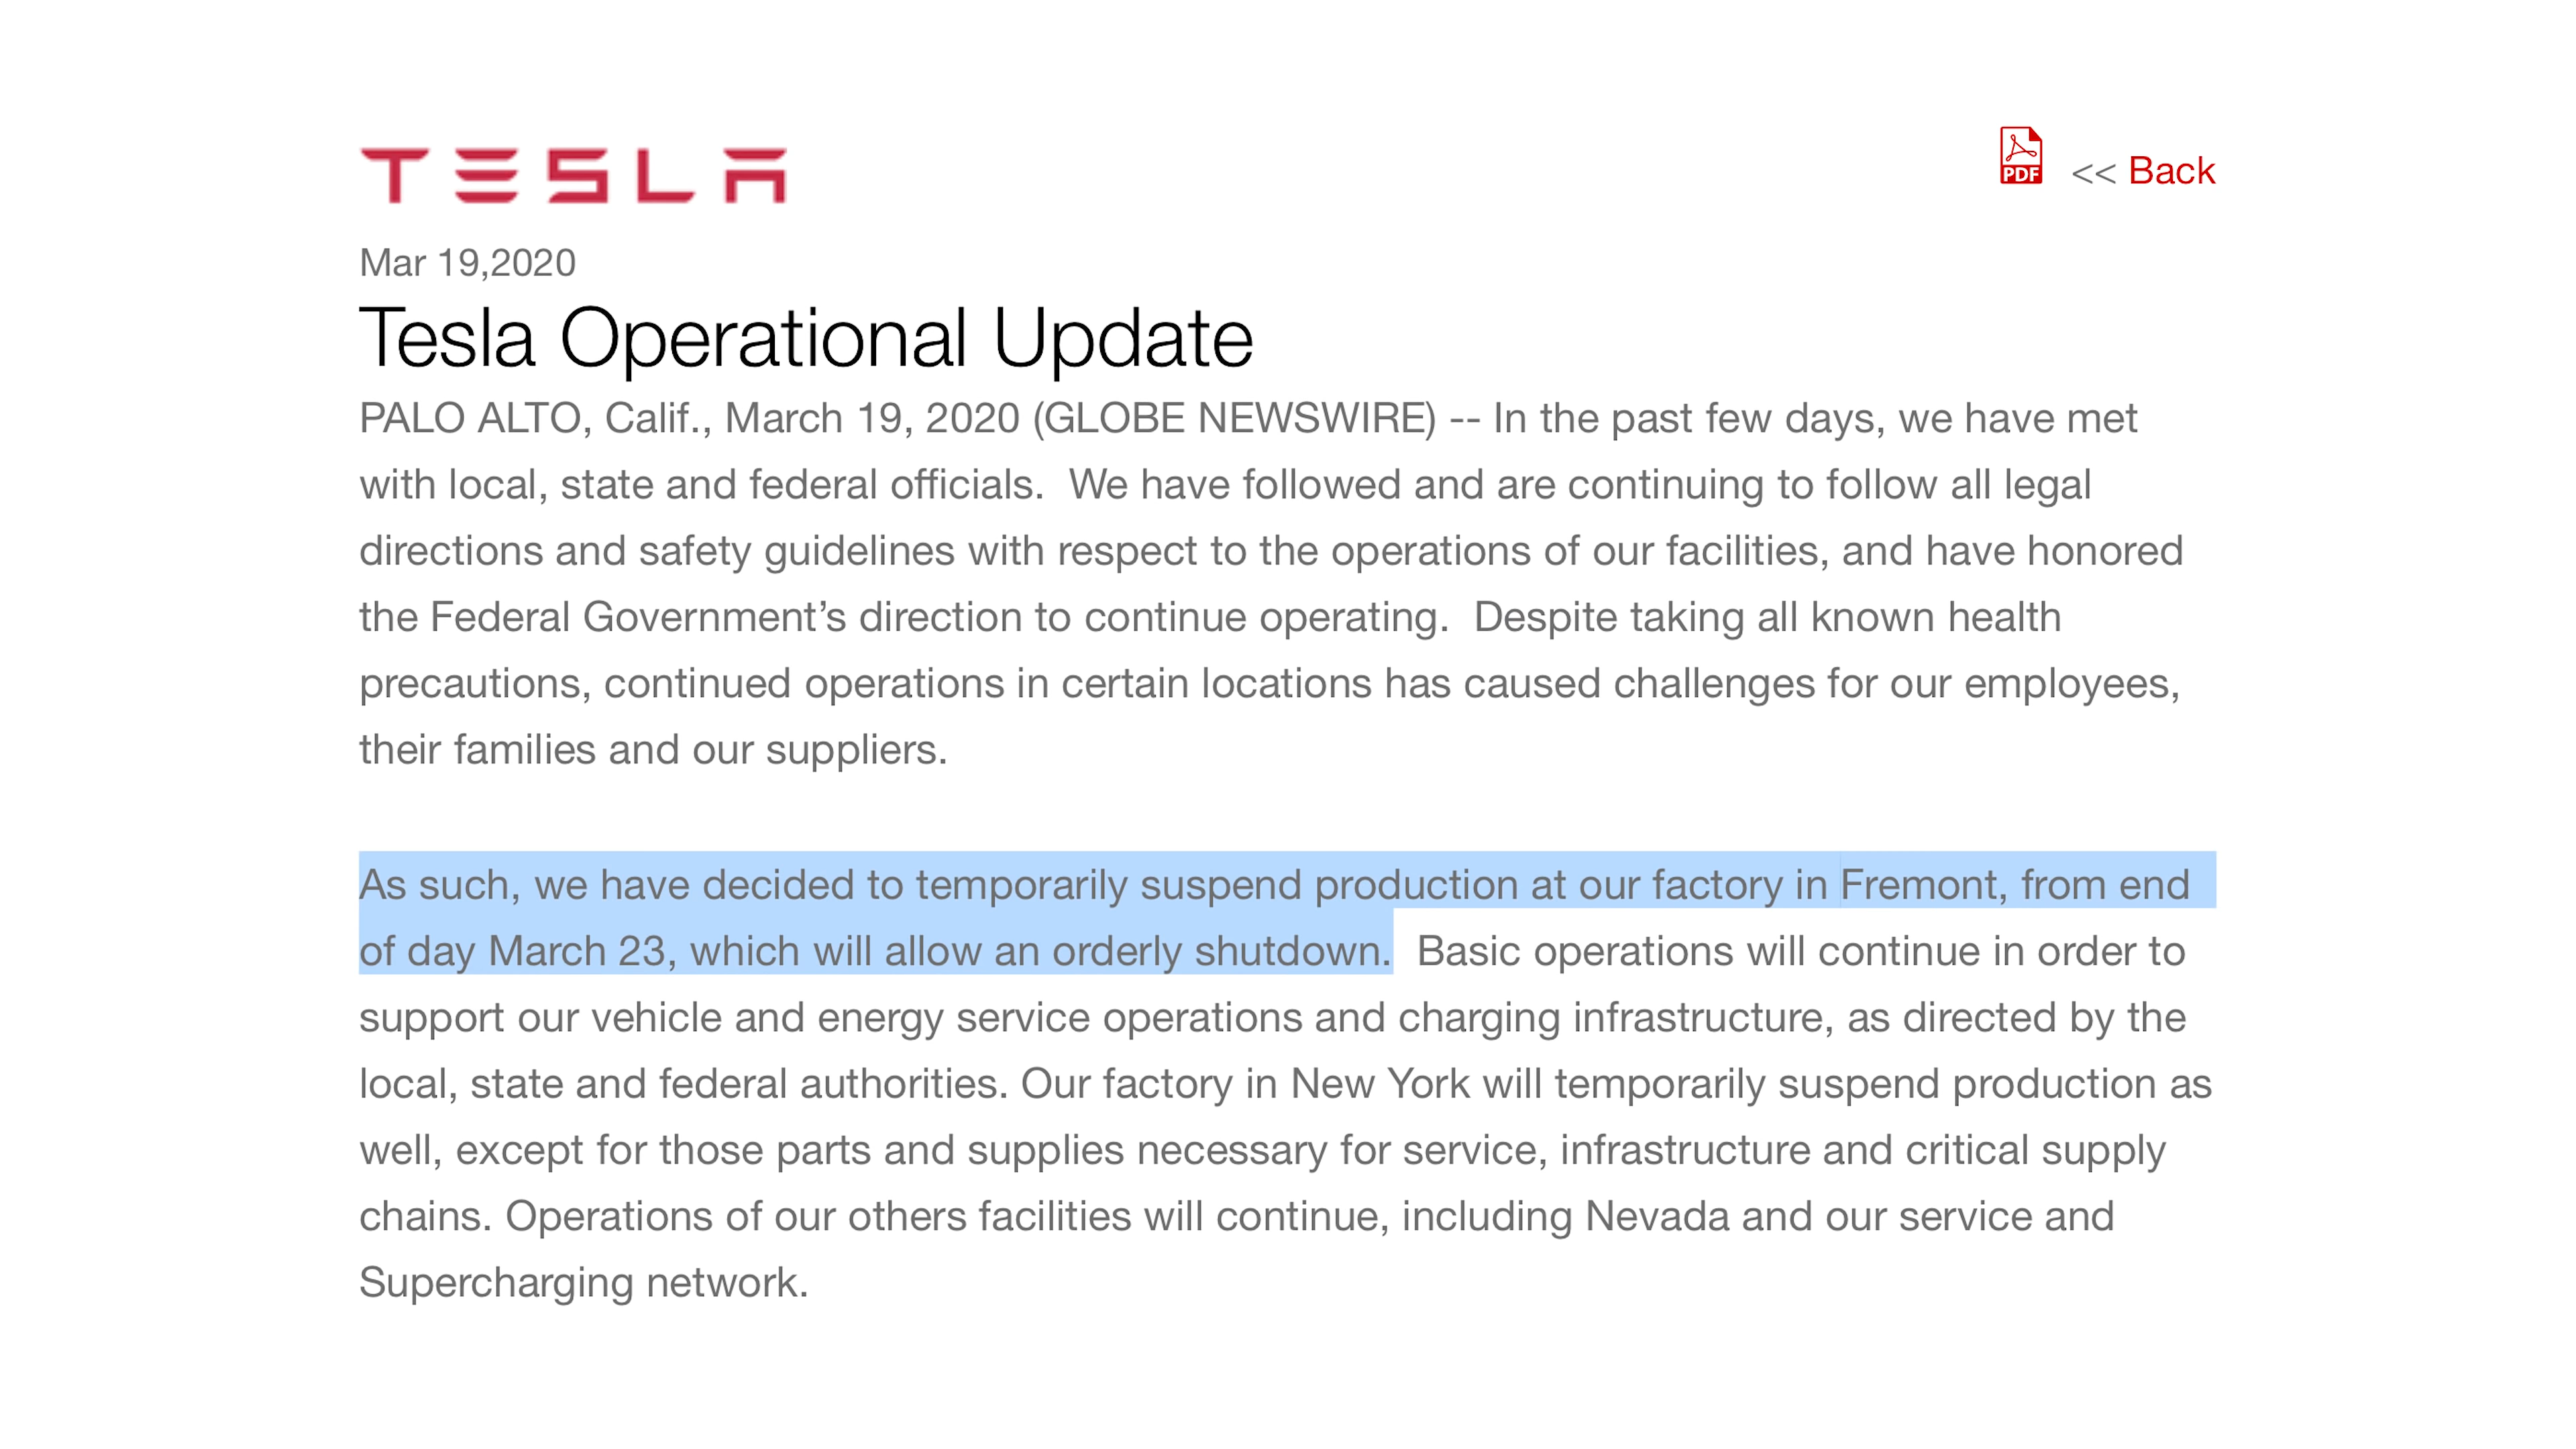 TESLA
PDF << Back
Mar 19,2020
Tesla Operational Update
PALO ALTO, Calif., March 19, 2020 (GLOBE NEWSWIRE) -- In the past few days, we have met
with local, state and federal officials.  We have followed and are continuing to follow all legal
directions and safety guidelines with respect to the operations of our facilities, and have honored
the Federal Government’s direction to continue operating.  Despite taking all known health
precautions, continued operations in certain locations has caused challenges for our employees,
their families and our suppliers.
As such, we have decided to temporarily suspend production at our factory in Fremont, from end
of day March 23, which will allow an orderly shutdown.  Basic operations will continue in order to
support our vehicle and energy service operations and charging infrastructure, as directed by the
local, state and federal authorities. Our factory in New York will temporarily suspend production as
well, except for those parts and supplies necessary for service, infrastructure and critical supply
chains. Operations of our others facilities will continue, including Nevada and our service and
Supercharging network.